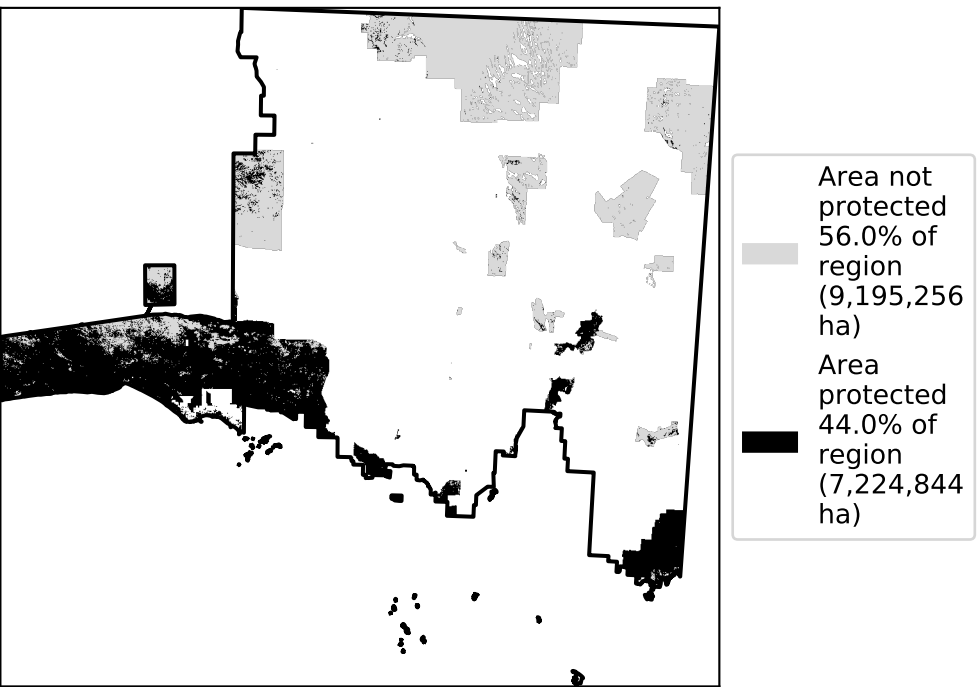 Area not
protected
56.0% of
region
(9,195,256
ha)
Area
protected
44.0% of
region
(7,224,844
ha)